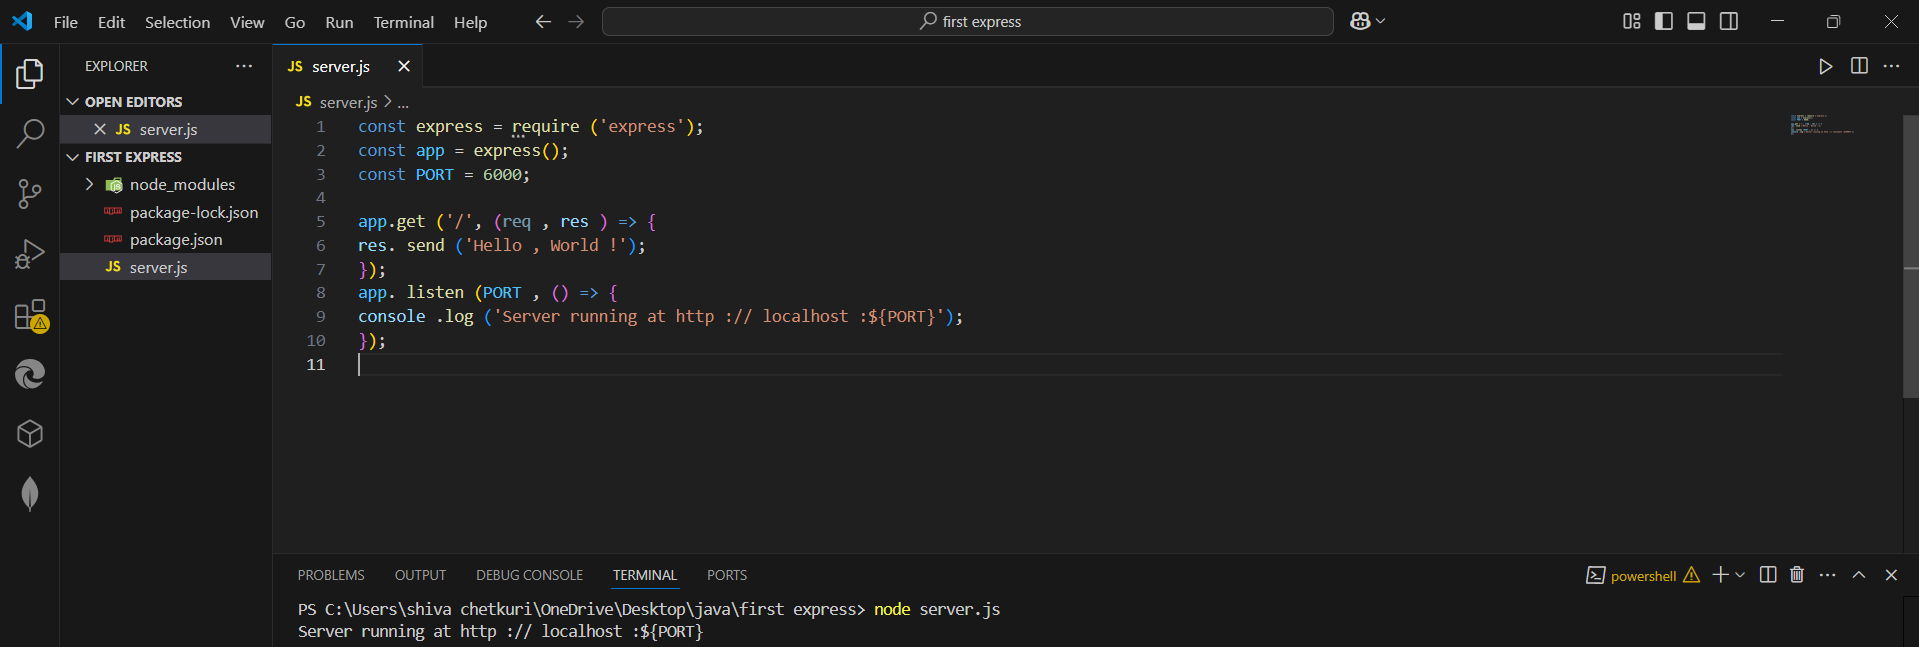 File Edit Selection View Go Run Terminal Help first express
EXPLORER ...
OPEN EDITORS
JS server.js
FIRST EXPRESS
node_modules
package-lock.json
package.json
JS server.js
JS server.js
JS server.js > ...
1 const express = require ('express');
2 const app = express();
3 const PORT = 6000;
4
5 app.get ('/', (req , res ) => {
6 res. send ('Hello , World !');
7 });
8 app. listen (PORT , () => {
9 console .log ('Server running at http :// localhost :${PORT}');
10 });
11
PROBLEMS OUTPUT DEBUG CONSOLE TERMINAL PORTS powershell
PS C:\Users\shiva chetkuri\OneDrive\Desktop\java\first express> node server.js
Server running at http :// localhost :${PORT}